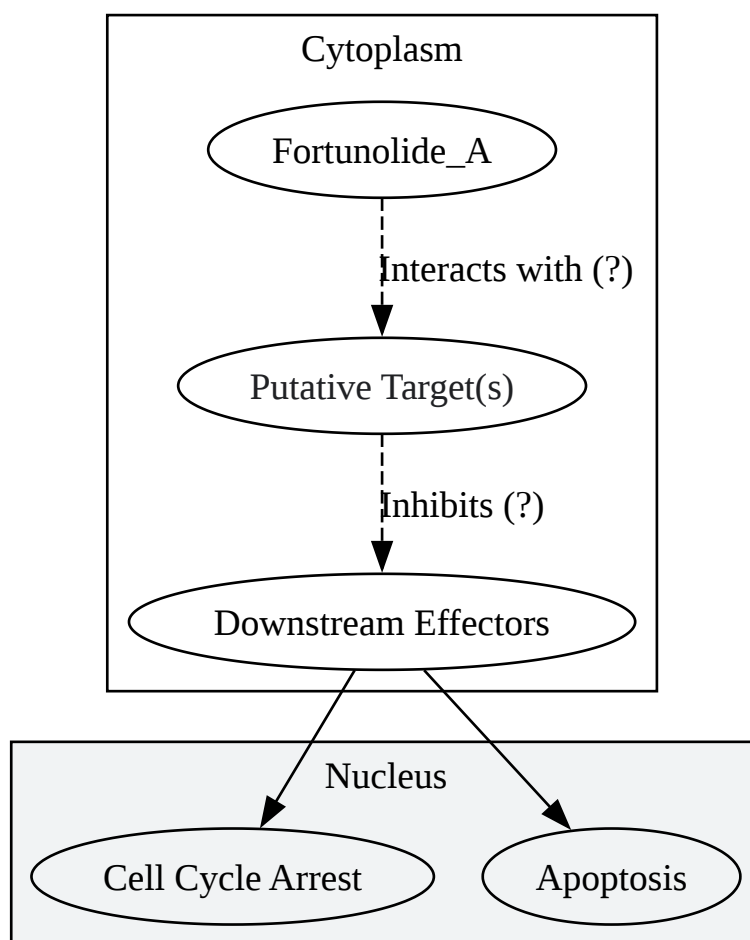 Cytoplasm
Fortunolide_A
Interacts with (?)
Putative Target(s)
Inhibits (?)
Downstream Effectors
Nucleus
Cell Cycle Arrest
Apoptosis